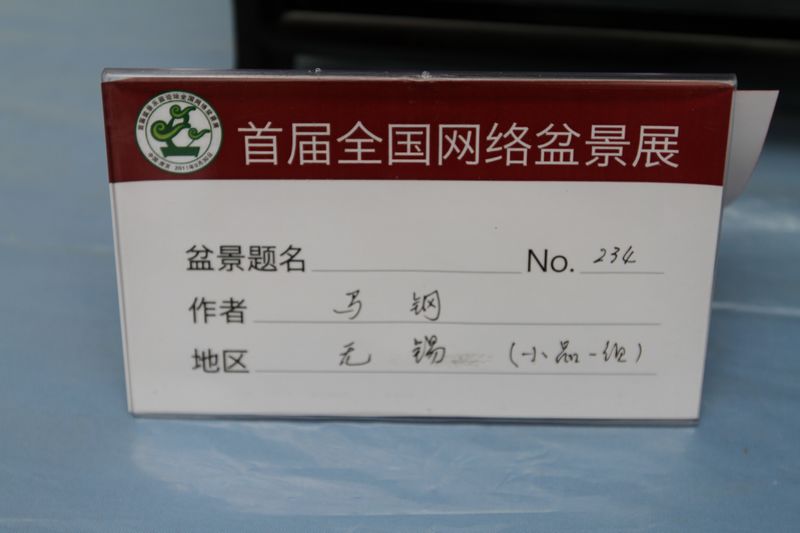 首届全国网络盆景展
盆景题名 No. 234
作者 马 钢
地区 无 锡 (小品一组)